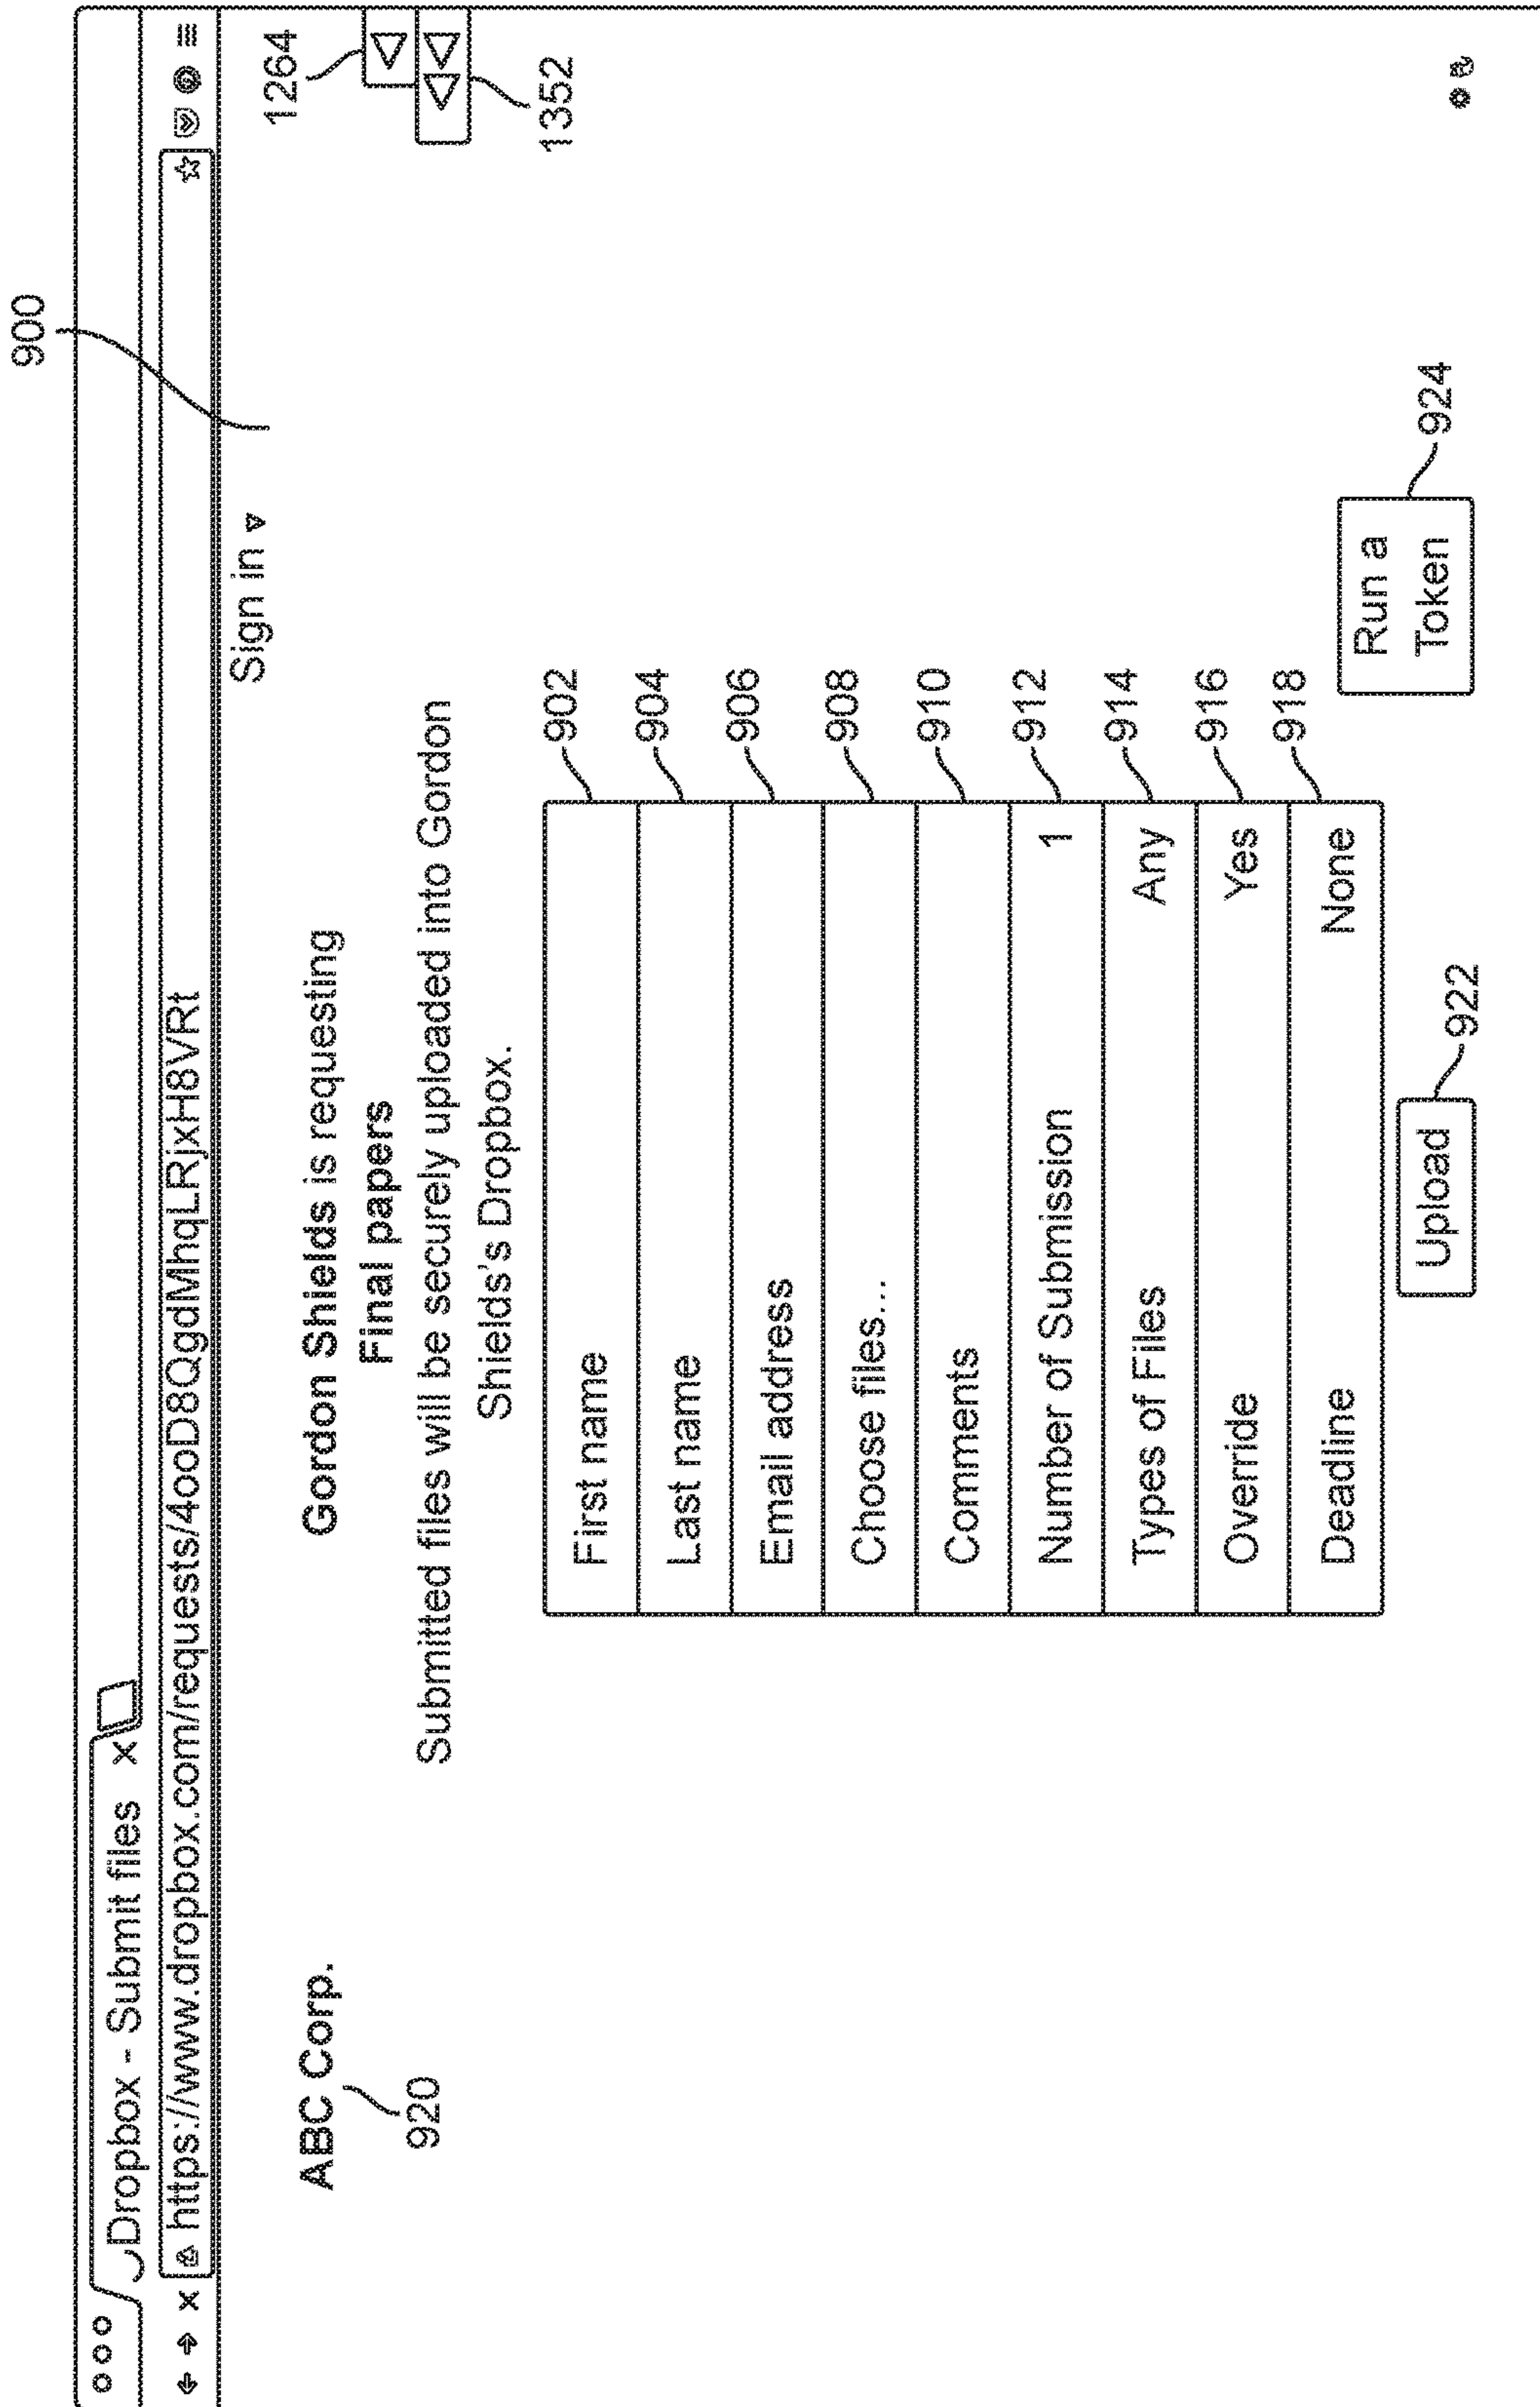 900
Dropbox - Submit files x
https://www.dropbox.com/requests/4ooD8QgdMhqLRjxH8VRt
Sign in
1264
ABC Corp.
920
Gordon Shields is requesting
Final papers
Submitted files will be securely uploaded into Gordon
Shields's Dropbox.
1352
First name 902
Last name 904
Email address 906
Choose files... 908
Comments 910
Number of Submission 1 912
Types of Files Any 914
Override Yes 916
Deadline None 918
Upload 922
Run a
Token
924